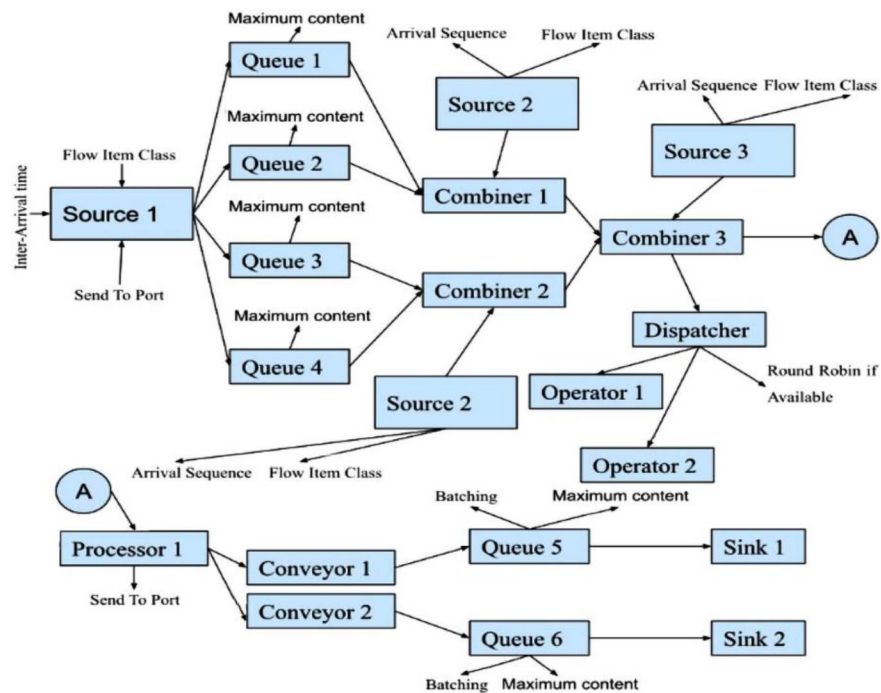 Maximum content
Queue 1
Arrival Sequence
Flow Item Class
Source 2
Arrival Sequence
Flow Item Class
Source 3
Maximum content
Queue 2
Flow Item Class
Inter-Arrival time
Source 1
Send To Port
Combiner 1
Maximum content
Queue 3
Combiner 3
A
Combiner 2
Maximum content
Queue 4
Dispatcher
Round Robin if
Available
Operator 1
Source 2
Arrival Sequence
Flow Item Class
Operator 2
A
Batching
Maximum content
Processor 1
Send To Port
Conveyor 1
Queue 5
Sink 1
Conveyor 2
Queue 6
Sink 2
Batching
Maximum content